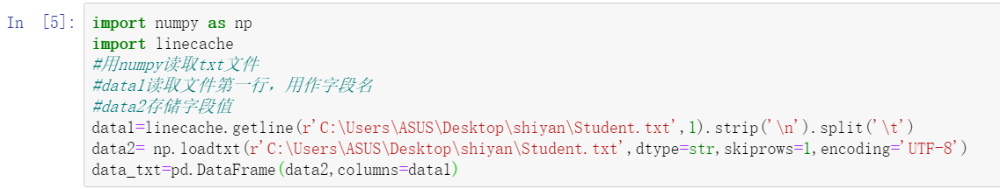 In [5]: import numpy as np
import linecache
#用numpy读取txt文件
#data1读取文件第一行，用作字段名
#data2存储字段值
data1=linecache.getline(r'C:\Users\ASUS\Desktop\shiyan\Student.txt',1).strip('\n').split('\t')
data2= np.loadtxt(r'C:\Users\ASUS\Desktop\shiyan\Student.txt',dtype=str,skiprows=1,encoding='UTF-8')
data_txt=pd.DataFrame(data2,columns=data1)